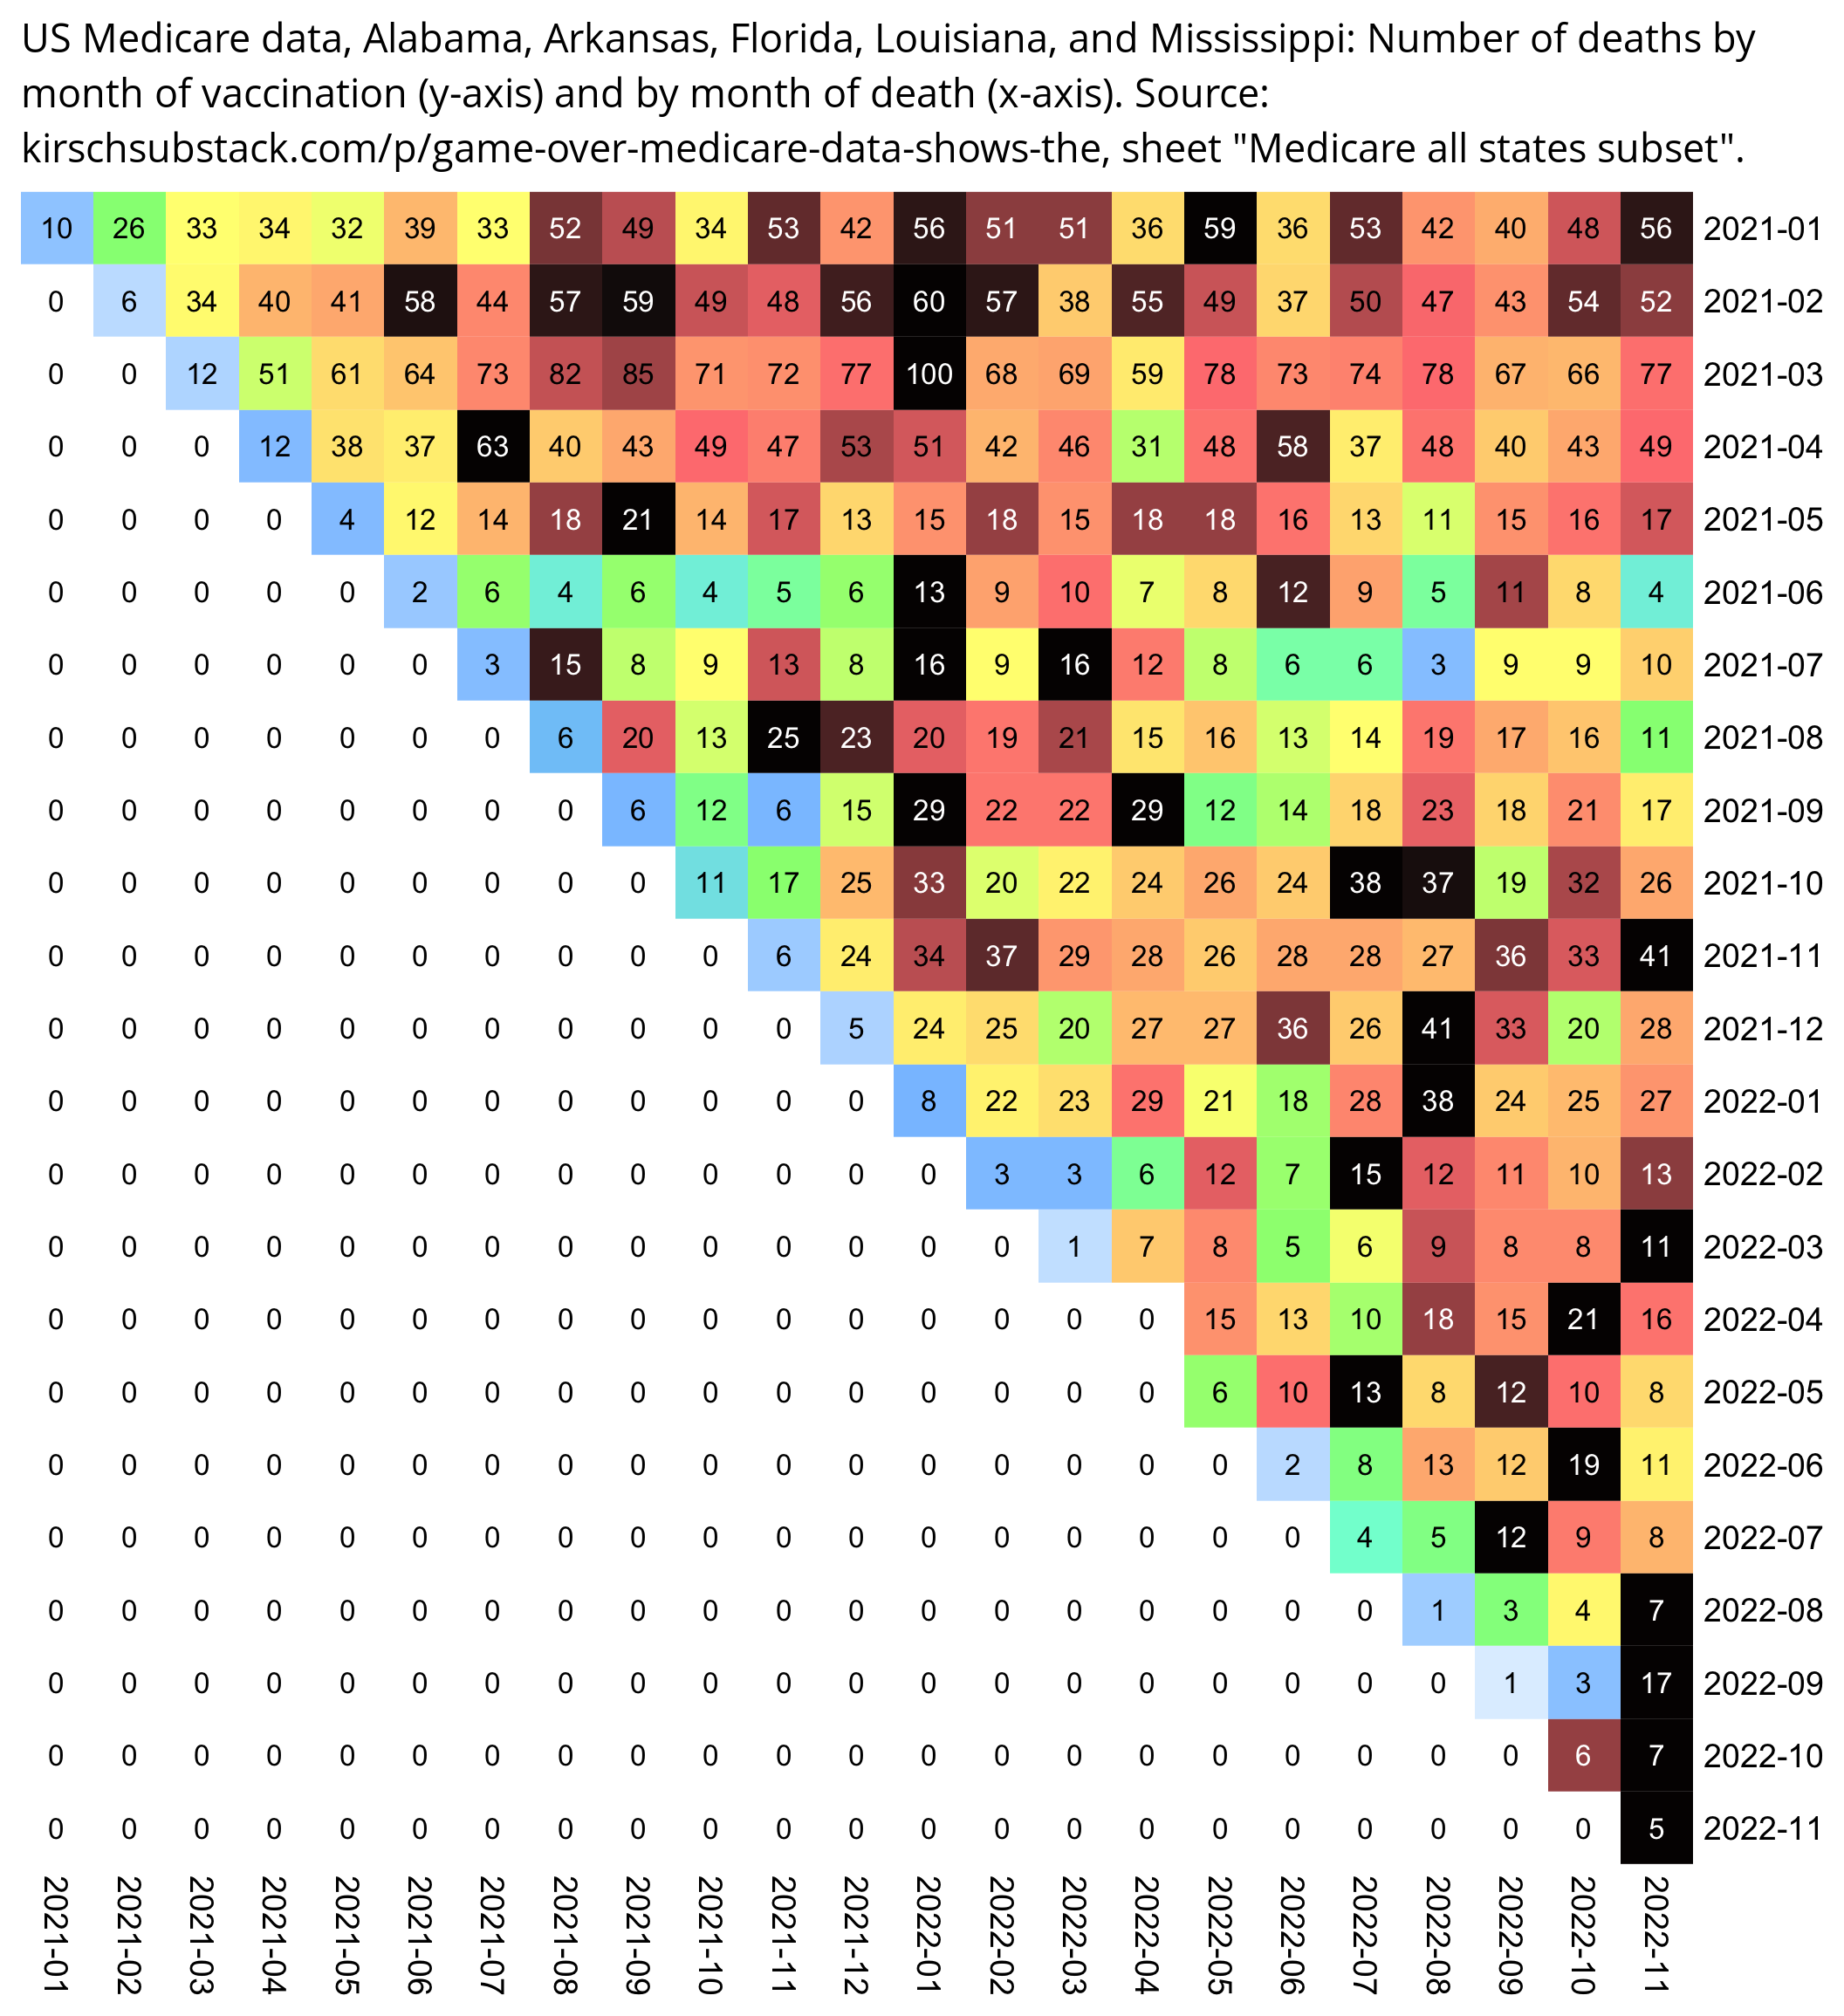 US Medicare data, Alabama, Arkansas, Florida, Louisiana, and Mississippi: Number of deaths by
month of vaccination (y-axis) and by month of death (x-axis). Source:
kirschsubstack.com/p/game-over-medicare-data-shows-the, sheet "Medicare all states subset".
10 26 33 34 32 39 33 52 49 34 53 42 56 51 51 36 59 36 53 42 40 48 56 2021-01
0 6 34 40 41 58 44 57 59 49 48 56 60 57 38 55 49 37 50 47 43 54 52 2021-02
0 0 12 51 61 64 73 82 85 71 72 77 100 68 69 59 78 73 74 78 67 66 77 2021-03
0 0 0 12 38 37 63 40 43 49 47 53 51 42 46 31 48 58 37 48 40 43 49 2021-04
0 0 0 0 4 12 14 18 21 14 17 13 15 18 15 18 18 16 13 11 15 16 17 2021-05
0 0 0 0 0 2 6 4 6 4 5 6 13 9 10 7 8 12 9 5 11 8 4 2021-06
0 0 0 0 0 0 3 15 8 9 13 8 16 9 16 12 8 6 6 3 9 9 10 2021-07
0 0 0 0 0 0 0 6 20 13 25 23 20 19 21 15 16 13 14 19 17 16 11 2021-08
0 0 0 0 0 0 0 0 6 12 6 15 29 22 22 29 12 14 18 23 18 21 17 2021-09
0 0 0 0 0 0 0 0 0 11 17 25 33 20 22 24 26 24 38 37 19 32 26 2021-10
0 0 0 0 0 0 0 0 0 0 6 24 34 37 29 28 26 28 28 27 36 33 41 2021-11
0 0 0 0 0 0 0 0 0 0 0 5 24 25 20 27 27 36 26 41 33 20 28 2021-12
0 0 0 0 0 0 0 0 0 0 0 0 8 22 23 29 21 18 28 38 24 25 27 2022-01
0 0 0 0 0 0 0 0 0 0 0 0 0 3 3 6 12 7 15 12 11 10 13 2022-02
0 0 0 0 0 0 0 0 0 0 0 0 0 0 1 7 8 5 6 9 8 8 11 2022-03
0 0 0 0 0 0 0 0 0 0 0 0 0 0 0 0 15 13 10 18 15 21 16 2022-04
0 0 0 0 0 0 0 0 0 0 0 0 0 0 0 0 6 10 13 8 12 10 8 2022-05
0 0 0 0 0 0 0 0 0 0 0 0 0 0 0 0 0 2 8 13 12 19 11 2022-06
0 0 0 0 0 0 0 0 0 0 0 0 0 0 0 0 0 0 4 5 12 9 8 2022-07
0 0 0 0 0 0 0 0 0 0 0 0 0 0 0 0 0 0 0 1 3 4 7 2022-08
0 0 0 0 0 0 0 0 0 0 0 0 0 0 0 0 0 0 0 0 1 3 17 2022-09
0 0 0 0 0 0 0 0 0 0 0 0 0 0 0 0 0 0 0 0 0 6 7 2022-10
0 0 0 0 0 0 0 0 0 0 0 0 0 0 0 0 0 0 0 0 0 0 5 2022-11
2021-01 2021-02 2021-03 2021-04 2021-05 2021-06 2021-07 2021-08 2021-09 2021-10 2021-11 2021-12 2022-01 2022-02 2022-03 2022-04 2022-05 2022-06 2022-07 2022-08 2022-09 2022-10 2022-11